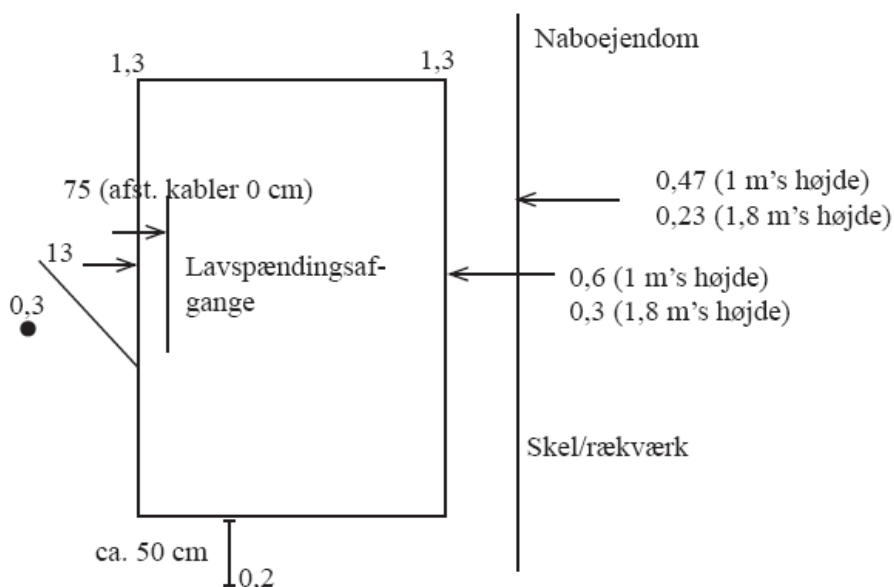 Naboejendom
1,3
1,3
75 (afst. kabler 0 cm)
0,47 (1 m’s højde)
0,23 (1,8 m’s højde)
13
Lavspændingsaf-
gange
0,6 (1 m’s højde)
0,3 (1,8 m’s højde)
0,3
Skel/rækværk
ca. 50 cm
0,2